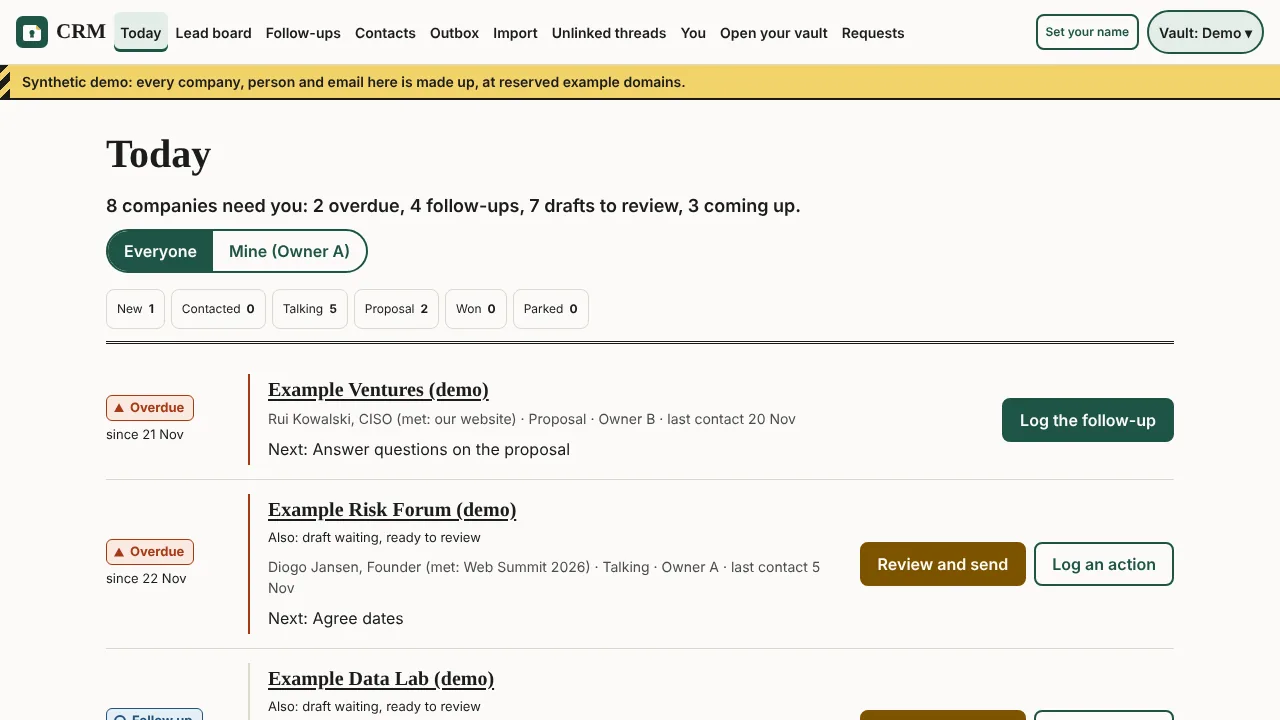 CRM
Today
Lead board
Follow-ups
Contacts
Outbox
Import
Unlinked threads
You
Open your vault
Requests
Set your name
Vault: Demo ▾
Synthetic demo: every company, person and email here is made up, at reserved example domains.
Today
8 companies need you: 2 overdue, 4 follow-ups, 7 drafts to review, 3 coming up.
Everyone
Mine (Owner A)
New 1
Contacted 0
Talking 5
Proposal 2
Won 0
Parked 0
▲ Overdue
since 21 Nov
Example Ventures (demo)
Rui Kowalski, CISO (met: our website) · Proposal · Owner B · last contact 20 Nov
Next: Answer questions on the proposal
Log the follow-up
▲ Overdue
since 22 Nov
Example Risk Forum (demo)
Also: draft waiting, ready to review
Diogo Jansen, Founder (met: Web Summit 2026) · Talking · Owner A · last contact 5
Nov
Next: Agree dates
Review and send
Log an action
Follow up
Example Data Lab (demo)
Also: draft waiting, ready to review